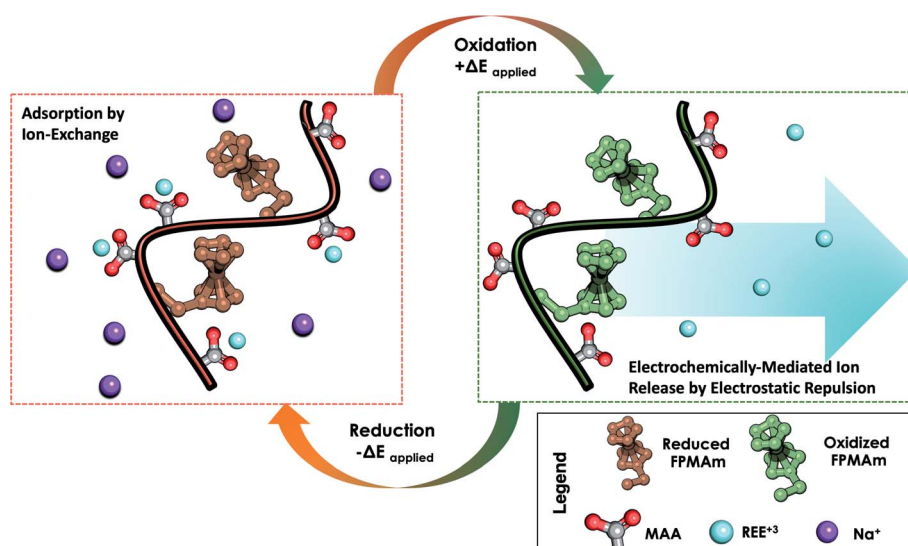 Oxidation
+ΔE applied
Adsorption by
Ion-Exchange
Electrochemically-Mediated Ion
Release by Electrostatic Repulsion
Reduction
-ΔE applied
Legend
Reduced
FPMAm
Oxidized
FPMAm
MAA
REE⁺³
Na⁺